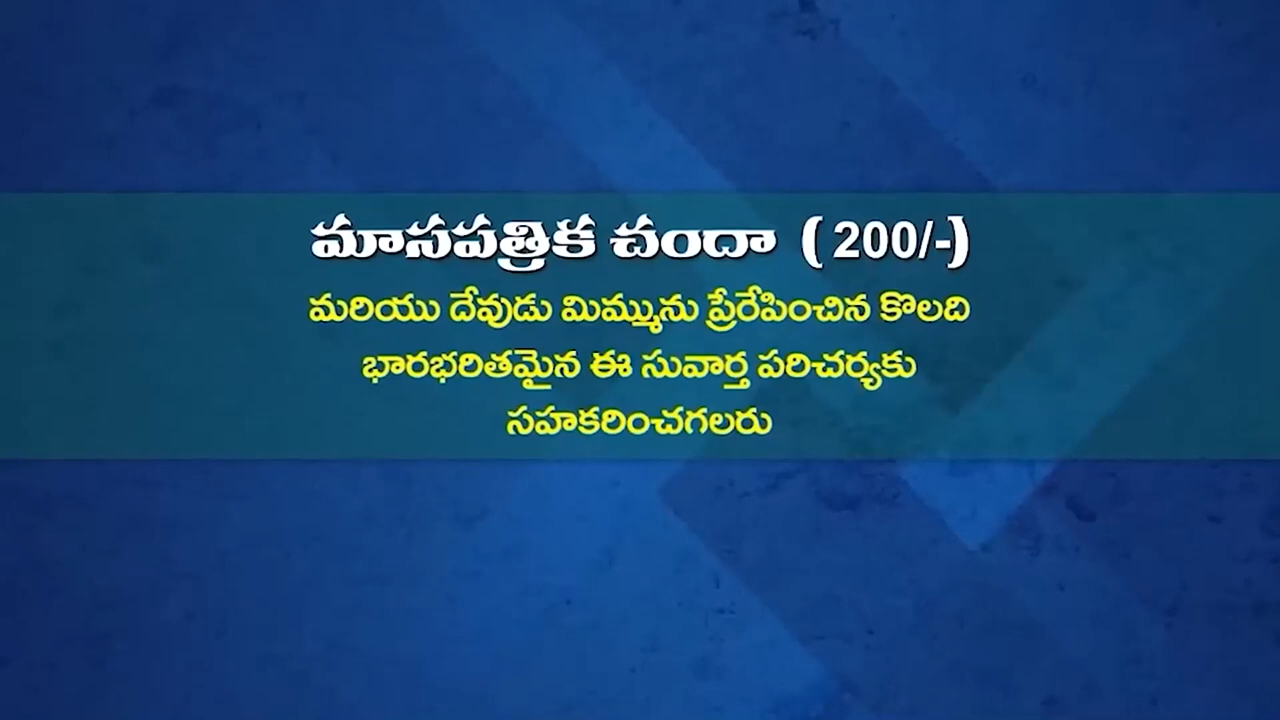 మాసపత్రిక చందా ( 200/-)
మరియు దేవుడు మిమ్మును ప్రేరేపించిన కొలది
భారభరితమైన ఈ సువార్త పరిచర్యకు
సహకరించగలరు